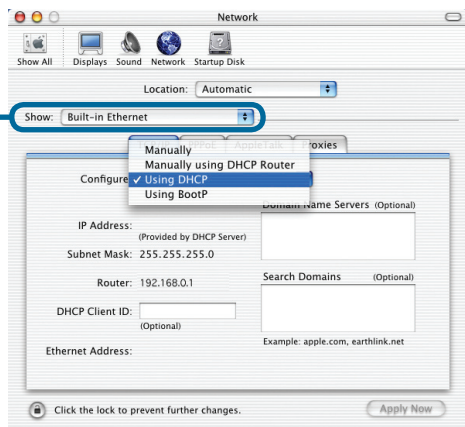 Network
Show All Displays Sound Network Startup Disk
Location: Automatic
Show: Built-in Ethernet
PPPoE AppleTalk Proxies
Manually
Manually using DHCP Router
Configure ✓ Using DHCP
Using BootP
Domain Name Servers (Optional)
IP Address:
(Provided by DHCP Server)
Subnet Mask: 255.255.255.0
Router: 192.168.0.1
Search Domains (Optional)
DHCP Client ID:
(Optional)
Example: apple.com, earthlink.net
Ethernet Address:
Click the lock to prevent further changes.
Apply Now